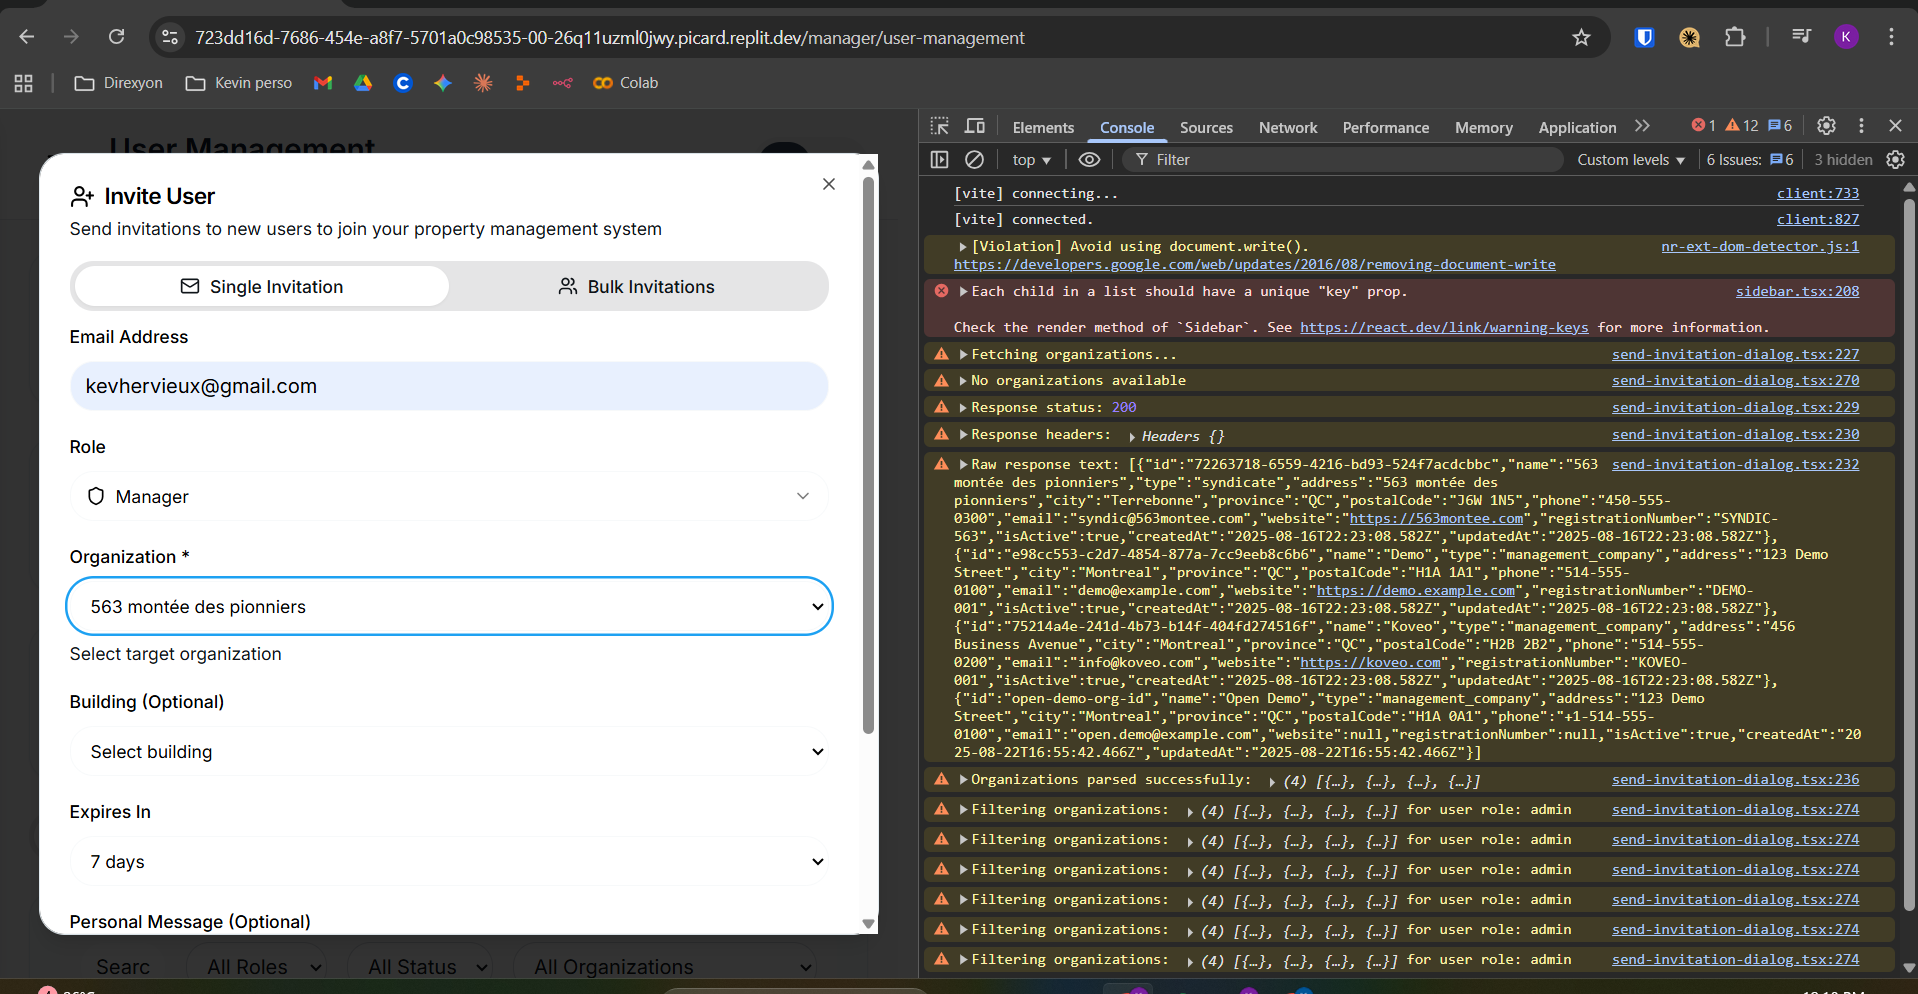 723dd16d-7686-454e-a8f7-5701a0c98535-00-26q11uzml0jwy.picard.replit.dev/manager/user-management
K
Direxyon
Kevin perso
Colab
User Management
Invite User
Send invitations to new users to join your property management system
Single Invitation
Bulk Invitations
Email Address
kevhervieux@gmail.com
Role
Manager
Organization *
563 montée des pionniers
Select target organization
Building (Optional)
Select building
Expires In
7 days
Personal Message (Optional)
Searc
All Roles
All Status
All Organizations
Elements
Console
Sources
Network
Performance
Memory
Application
1
12
6
top
Filter
Custom levels
6 Issues: 6
3 hidden
[vite] connecting... client:733
[vite] connected. client:827
[Violation] Avoid using document.write(). nr-ext-dom-detector.js:1
https://developers.google.com/web/updates/2016/08/removing-document-write
Each child in a list should have a unique "key" prop. sidebar.tsx:208
Check the render method of `Sidebar`. See https://react.dev/link/warning-keys for more information.
Fetching organizations... send-invitation-dialog.tsx:227
No organizations available send-invitation-dialog.tsx:270
Response status: 200 send-invitation-dialog.tsx:229
Response headers: Headers {} send-invitation-dialog.tsx:230
Raw response text: [{"id":"72263718-6559-4216-bd93-524f7acdcbbc","name":"563 send-invitation-dialog.tsx:232
montée des pionniers","type":"syndicate","address":"563 montée des
pionniers","city":"Terrebonne","province":"QC","postalCode":"J6W 1N5","phone":"450-555-
0300","email":"syndic@563montee.com","website":"https://563montee.com","registrationNumber":"SYNDIC-
563","isActive":true,"createdAt":"2025-08-16T22:23:08.582Z","updatedAt":"2025-08-16T22:23:08.582Z"},
{"id":"e98cc553-c2d7-4854-877a-7cc9eeb8c6b6","name":"Demo","type":"management_company","address":"123 Demo
Street","city":"Montreal","province":"QC","postalCode":"H1A 1A1","phone":"514-555-
0100","email":"demo@example.com","website":"https://demo.example.com","registrationNumber":"DEMO-
001","isActive":true,"createdAt":"2025-08-16T22:23:08.582Z","updatedAt":"2025-08-16T22:23:08.582Z"},
{"id":"75214a4e-241d-4b73-b14f-404fd274516f","name":"Koveo","type":"management_company","address":"456
Business Avenue","city":"Montreal","province":"QC","postalCode":"H2B 2B2","phone":"514-555-
0200","email":"info@koveo.com","website":"https://koveo.com","registrationNumber":"KOVEO-
001","isActive":true,"createdAt":"2025-08-16T22:23:08.582Z","updatedAt":"2025-08-16T22:23:08.582Z"},
{"id":"open-demo-org-id","name":"Open Demo","type":"management_company","address":"123 Demo
Street","city":"Montreal","province":"QC","postalCode":"H1A 0A1","phone":"+1-514-555-
0100","email":"open.demo@example.com","website":null,"registrationNumber":null,"isActive":true,"createdAt":"20
25-08-22T16:55:42.466Z","updatedAt":"2025-08-22T16:55:42.466Z"}]
Organizations parsed successfully: (4) [{…}, {…}, {…}, {…}] send-invitation-dialog.tsx:236
Filtering organizations: (4) [{…}, {…}, {…}, {…}] for user role: admin send-invitation-dialog.tsx:274
Filtering organizations: (4) [{…}, {…}, {…}, {…}] for user role: admin send-invitation-dialog.tsx:274
Filtering organizations: (4) [{…}, {…}, {…}, {…}] for user role: admin send-invitation-dialog.tsx:274
Filtering organizations: (4) [{…}, {…}, {…}, {…}] for user role: admin send-invitation-dialog.tsx:274
Filtering organizations: (4) [{…}, {…}, {…}, {…}] for user role: admin send-invitation-dialog.tsx:274
Filtering organizations: (4) [{…}, {…}, {…}, {…}] for user role: admin send-invitation-dialog.tsx:274